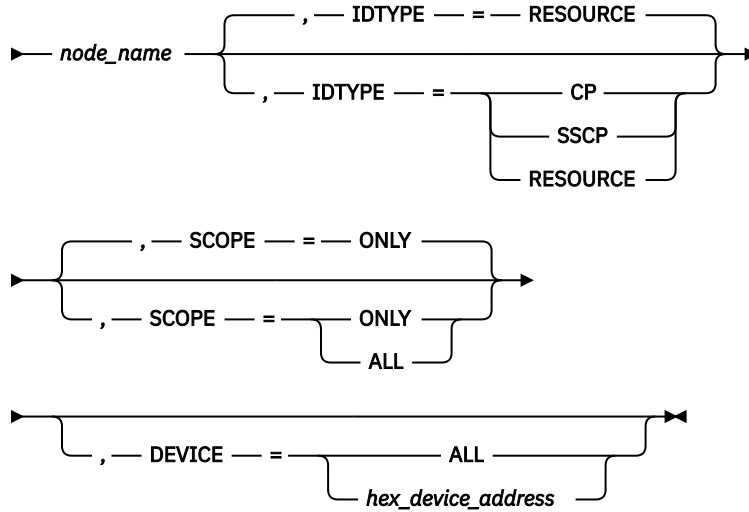 , IDTYPE = RESOURCE
node_name
, IDTYPE = CP
SSCP
RESOURCE
, SCOPE = ONLY
, SCOPE = ONLY
ALL
, DEVICE = ALL
hex_device_address